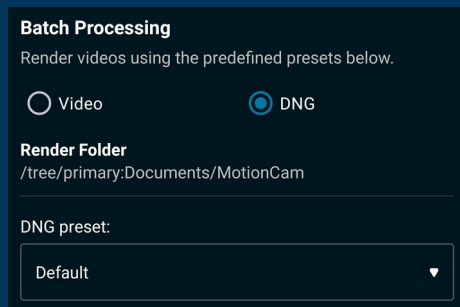 Batch Processing
Render videos using the predefined presets below.
Video
DNG
Render Folder
/tree/primary:Documents/MotionCam
DNG preset:
Default